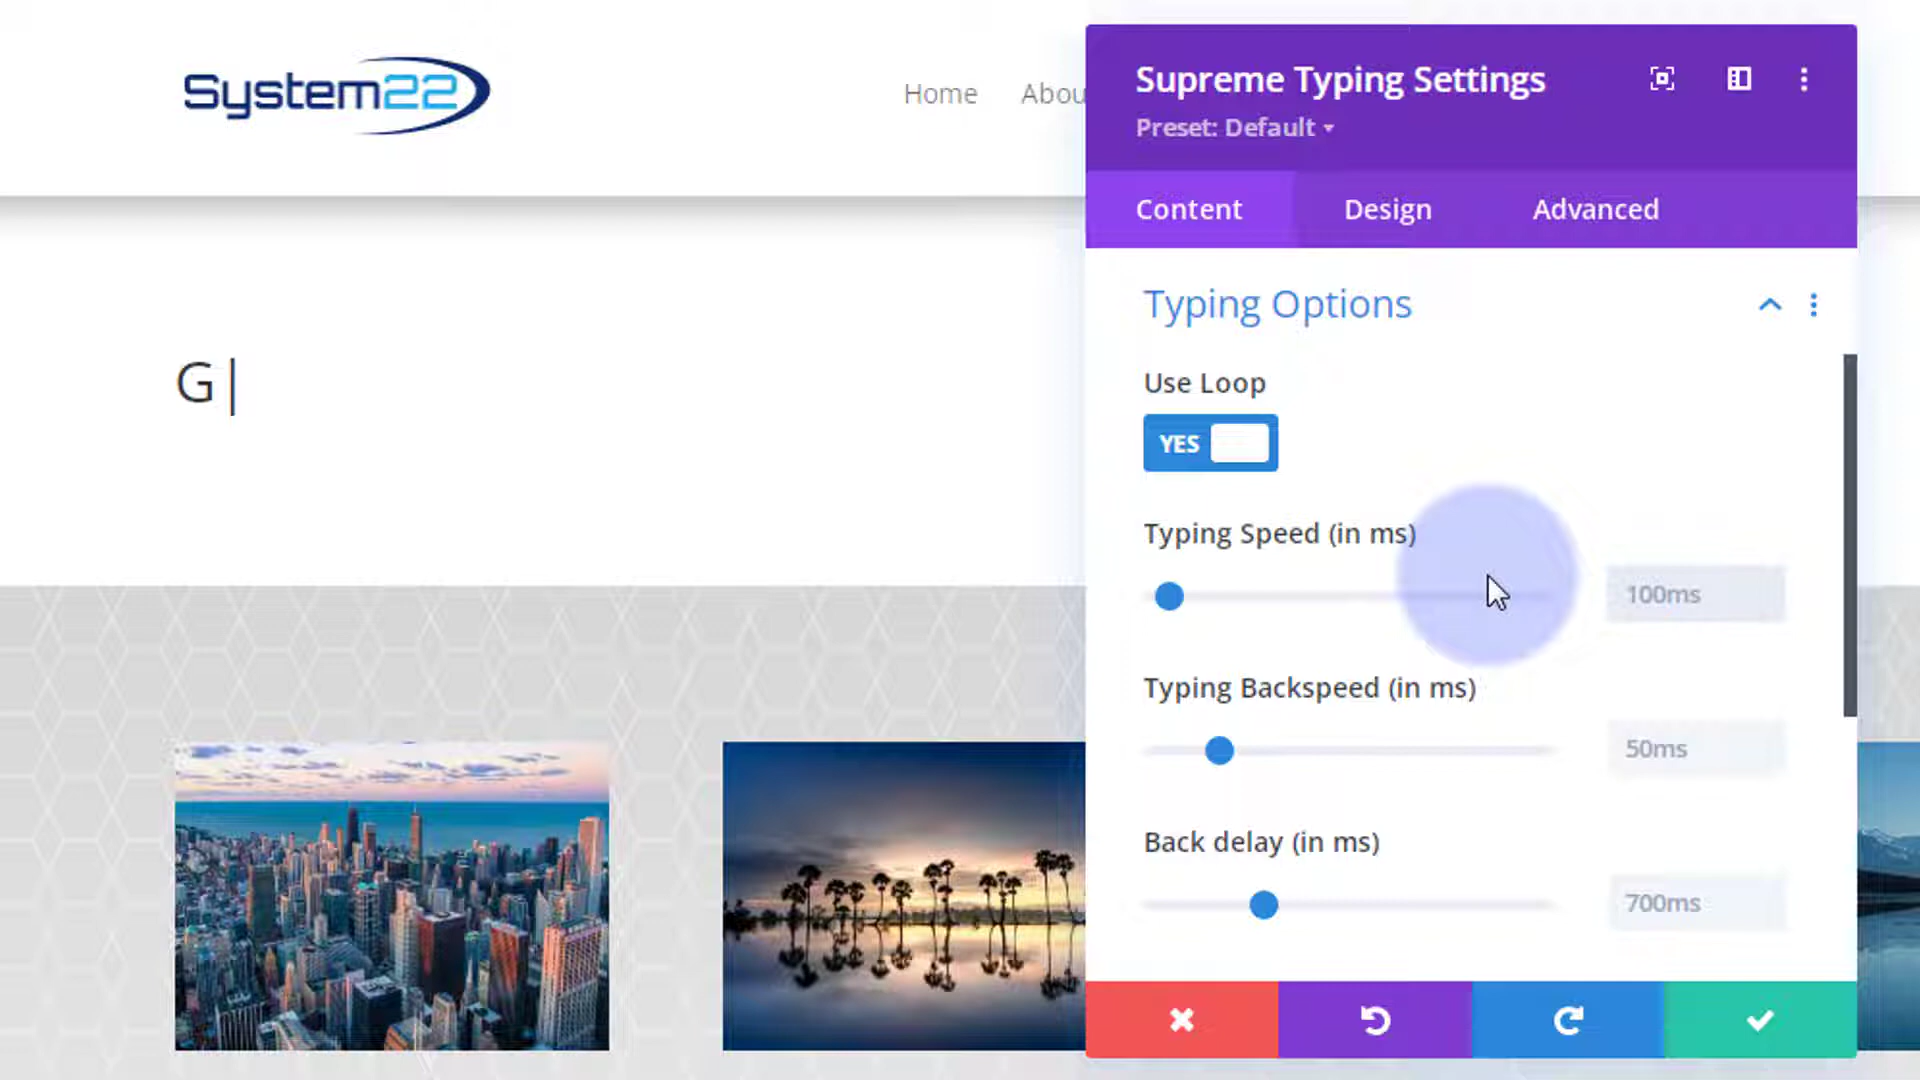 System22
Home
Abou
G|
Supreme Typing Settings
Preset: Default
Content
Design
Advanced
Typing Options
Use Loop
YES
Typing Speed (in ms)
100ms
Typing Backspeed (in ms)
50ms
Back delay (in ms)
700ms